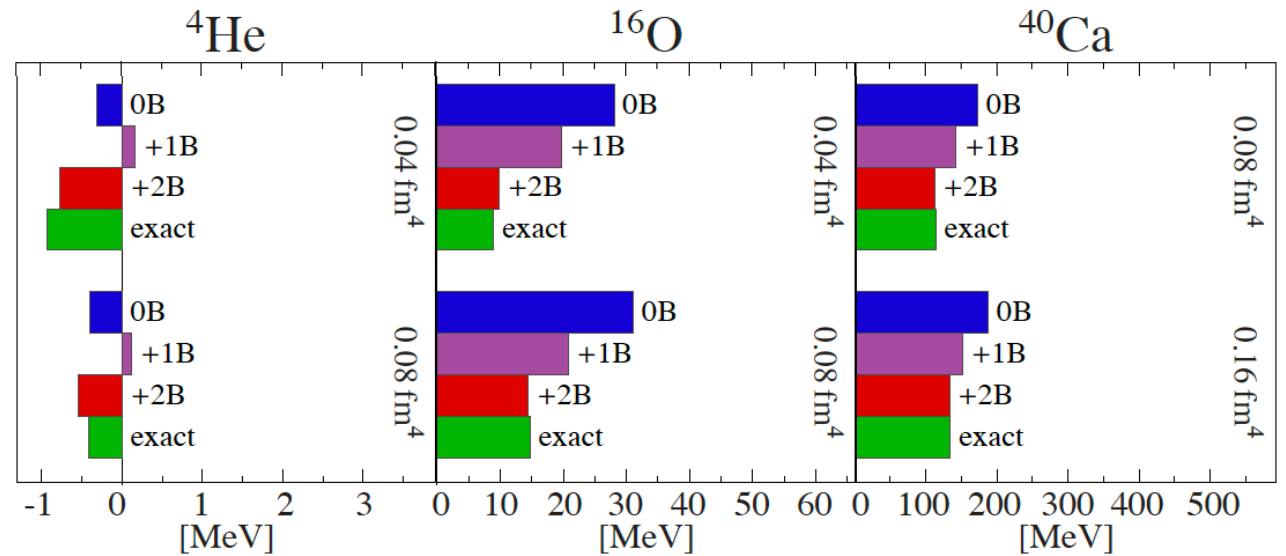 ⁴He
¹⁶O
⁴⁰Ca
0B
+1B
+2B
exact
0.04 fm⁴
0B
+1B
+2B
exact
0.08 fm⁴
0B
+1B
+2B
exact
0.04 fm⁴
0B
+1B
+2B
exact
0.08 fm⁴
0B
+1B
+2B
exact
0.08 fm⁴
0B
+1B
+2B
exact
0.16 fm⁴
-1 0 1 2 3
[MeV]
0 10 20 30 40 50 60
[MeV]
0 100 200 300 400 500
[MeV]